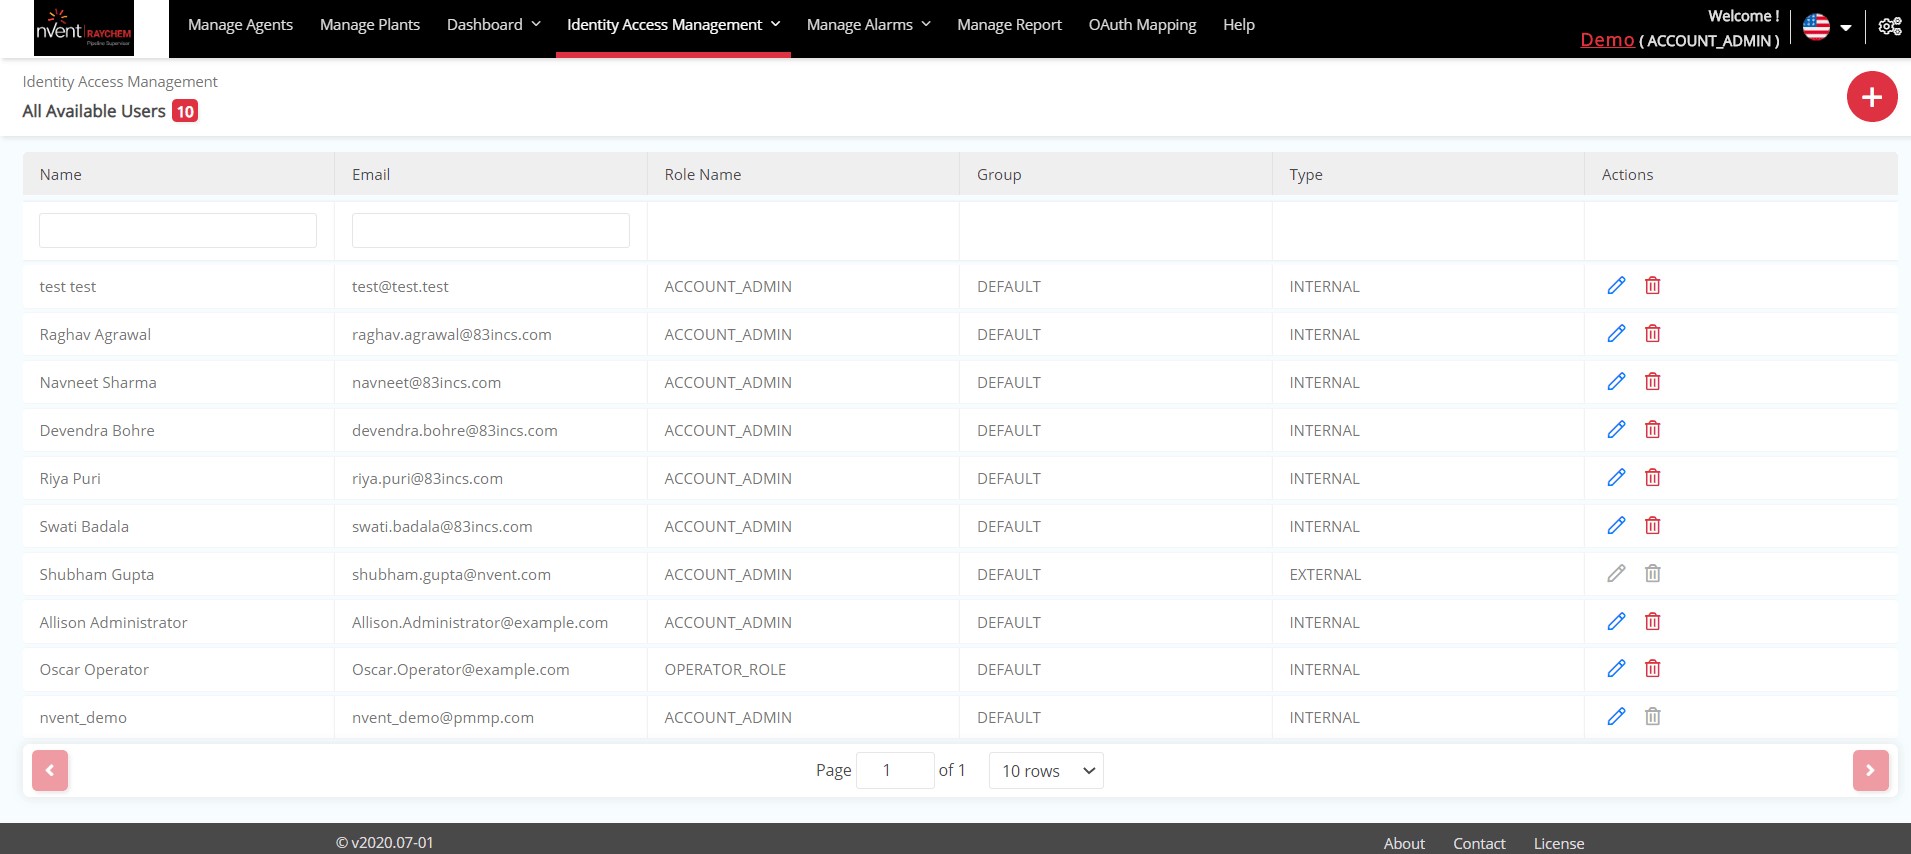 nvent RAYCHEM
Pipeline Supervisor
Manage Agents Manage Plants Dashboard Identity Access Management Manage Alarms Manage Report OAuth Mapping Help
Welcome !
Demo ( ACCOUNT_ADMIN )
Identity Access Management
All Available Users 10
Name Email Role Name Group Type Actions
test test test@test.test ACCOUNT_ADMIN DEFAULT INTERNAL
Raghav Agrawal raghav.agrawal@83incs.com ACCOUNT_ADMIN DEFAULT INTERNAL
Navneet Sharma navneet@83incs.com ACCOUNT_ADMIN DEFAULT INTERNAL
Devendra Bohre devendra.bohre@83incs.com ACCOUNT_ADMIN DEFAULT INTERNAL
Riya Puri riya.puri@83incs.com ACCOUNT_ADMIN DEFAULT INTERNAL
Swati Badala swati.badala@83incs.com ACCOUNT_ADMIN DEFAULT INTERNAL
Shubham Gupta shubham.gupta@nvent.com ACCOUNT_ADMIN DEFAULT EXTERNAL
Allison Administrator Allison.Administrator@example.com ACCOUNT_ADMIN DEFAULT INTERNAL
Oscar Operator Oscar.Operator@example.com OPERATOR_ROLE DEFAULT INTERNAL
nvent_demo nvent_demo@pmmp.com ACCOUNT_ADMIN DEFAULT INTERNAL
Page 1 of 1 10 rows
© v2020.07-01 About Contact License